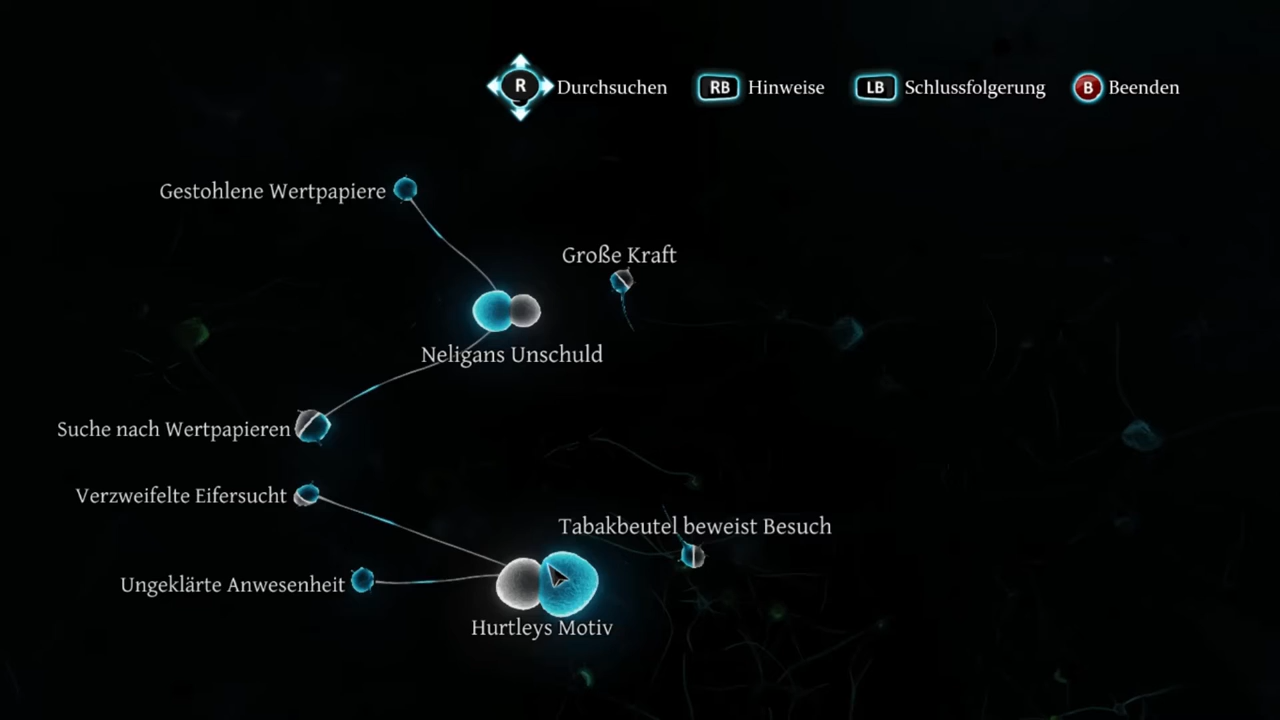 R Durchsuchen RB Hinweise LB Schlussfolgerung B Beenden
Gestohlene Wertpapiere
Große Kraft
Neligans Unschuld
Suche nach Wertpapieren
Verzweifelte Eifersucht
Tabakbeutel beweist Besuch
Ungeklärte Anwesenheit
Hurtleys Motiv